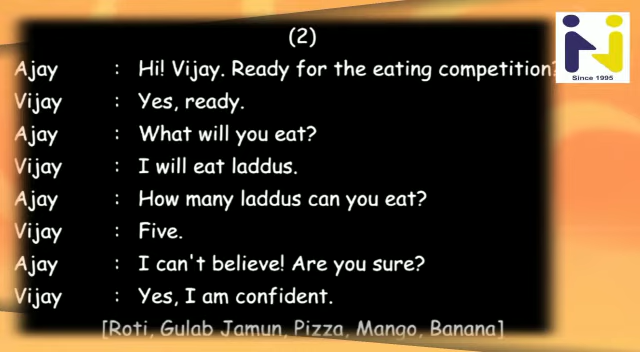 (2)
Ajay : Hi! Vijay. Ready for the eating competition?
Vijay : Yes, ready.
Ajay : What will you eat?
Vijay : I will eat laddus.
Ajay : How many laddus can you eat?
Vijay : Five.
Ajay : I can't believe! Are you sure?
Vijay : Yes, I am confident.
[Roti, Gulab Jamun, Pizza, Mango, Banana]
Since 1995